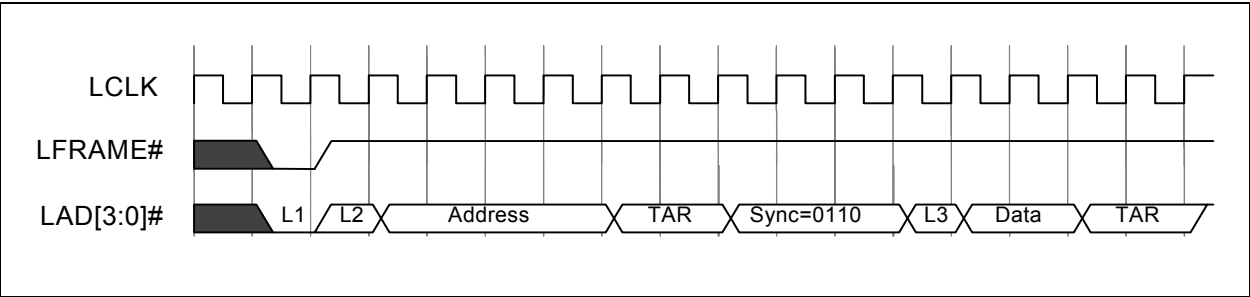 LCLK
LFRAME#
LAD[3:0]# L1 L2 Address TAR Sync=0110 L3 Data TAR